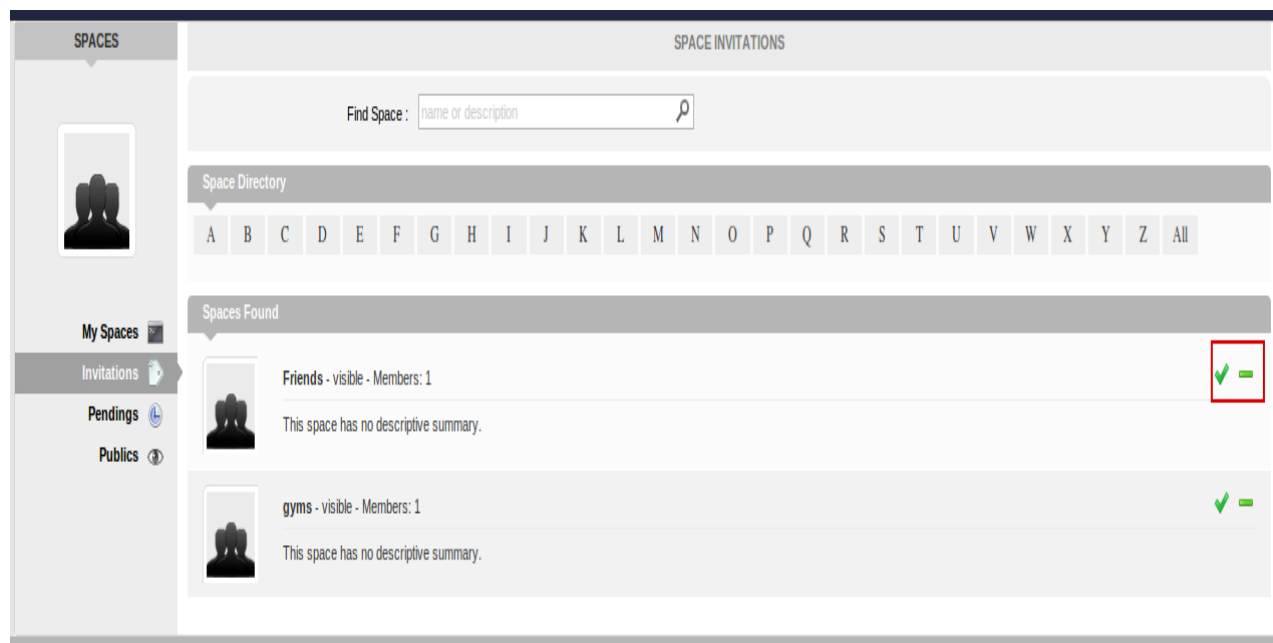 SPACES
SPACE INVITATIONS
Find Space : name or description
Space Directory
A B C D E F G H I J K L M N O P Q R S T U V W X Y Z All
Spaces Found
My Spaces
Invitations
Pendings
Publics
Friends - visible - Members: 1
This space has no descriptive summary.
gyms - visible - Members: 1
This space has no descriptive summary.